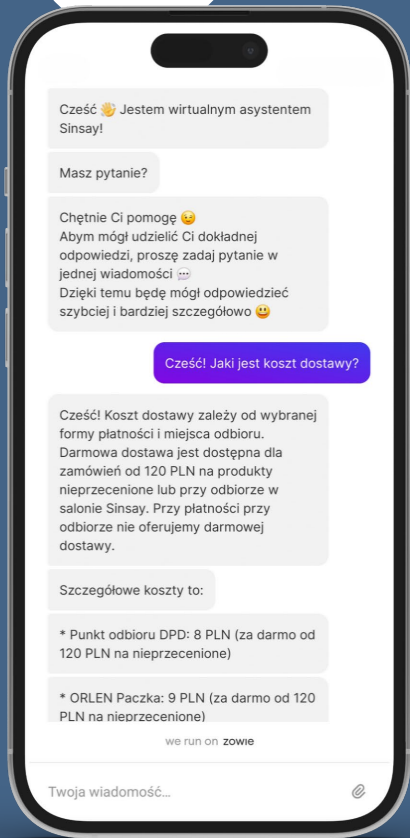 Cześć 👋 Jestem wirtualnym asystentem
Sinsay!
Masz pytanie?
Chętnie Ci pomogę 😉
Abym mógł udzielić Ci dokładnej
odpowiedzi, proszę zadaj pytanie w
jednej wiadomości 💬
Dzięki temu będę mógł odpowiedzieć
szybciej i bardziej szczegółowo 😃
Cześć! Jaki jest koszt dostawy?
Cześć! Koszt dostawy zależy od wybranej
formy płatności i miejsca odbioru.
Darmowa dostawa jest dostępna dla
zamówień od 120 PLN na produkty
nieprzecenione lub przy odbiorze w
salonie Sinsay. Przy płatności przy
odbiorze nie oferujemy darmowej
dostawy.
Szczegółowe koszty to:
* Punkt odbioru DPD: 8 PLN (za darmo od
120 PLN na nieprzecenione)
* ORLEN Paczka: 9 PLN (za darmo od 120
PLN na nieprzecenione)
we run on zowie
Twoja wiadomość...